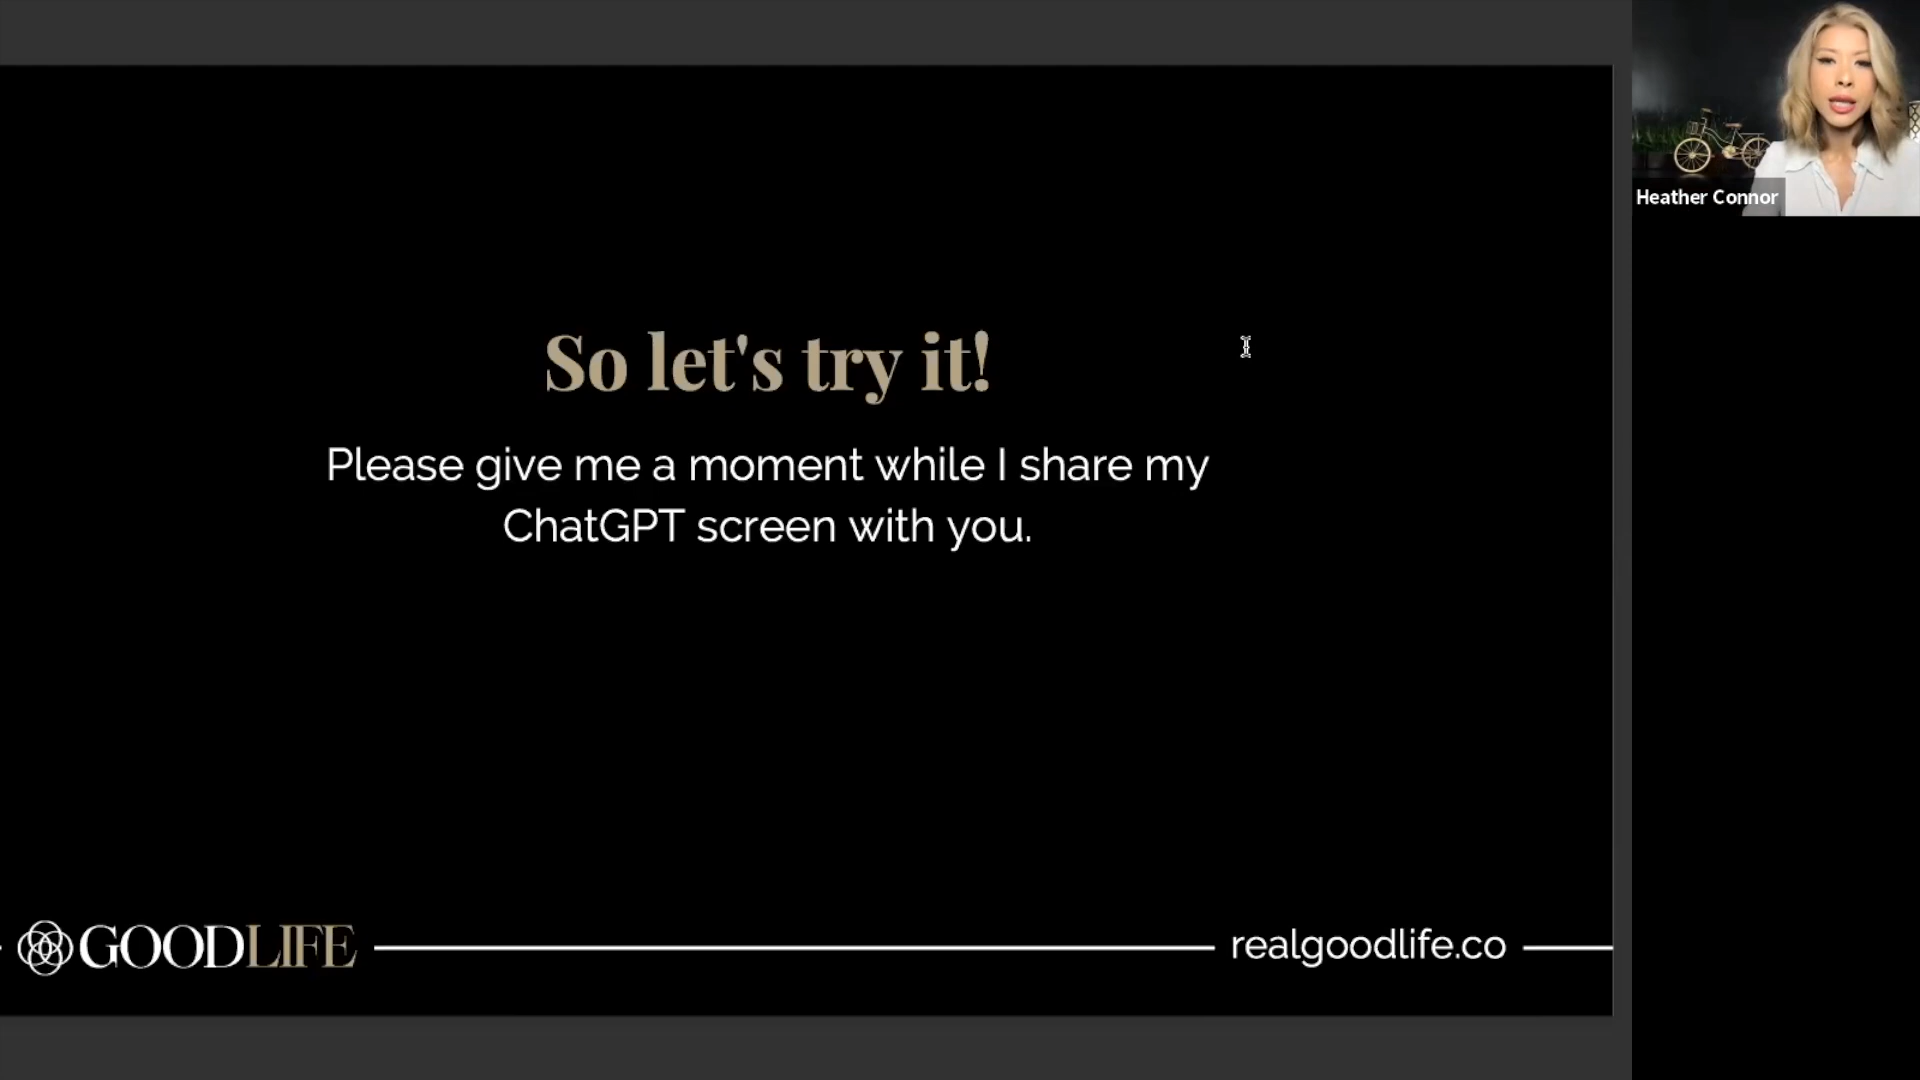 So let's try it!
Please give me a moment while I share my
ChatGPT screen with you.
Heather Connor
GOODLIFE
realgoodlife.co